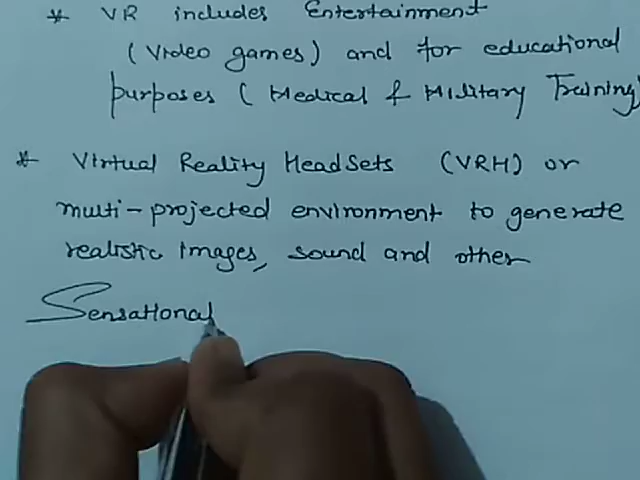 * VR includes Entertainment
(Video games) and for educational
purposes (Medical & Military Training)
* Virtual Reality HeadSets (VRH) or
multi-projected environment to generate
realistic images, sound and other
Sensational